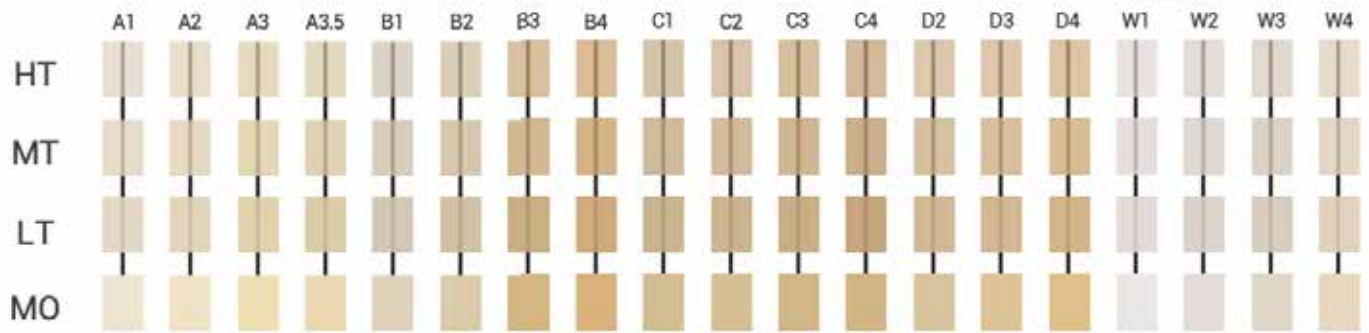 A1 A2 A3 A3.5 B1 B2 B3 B4 C1 C2 C3 C4 D2 D3 D4 W1 W2 W3 W4
HT
MT
LT
MO